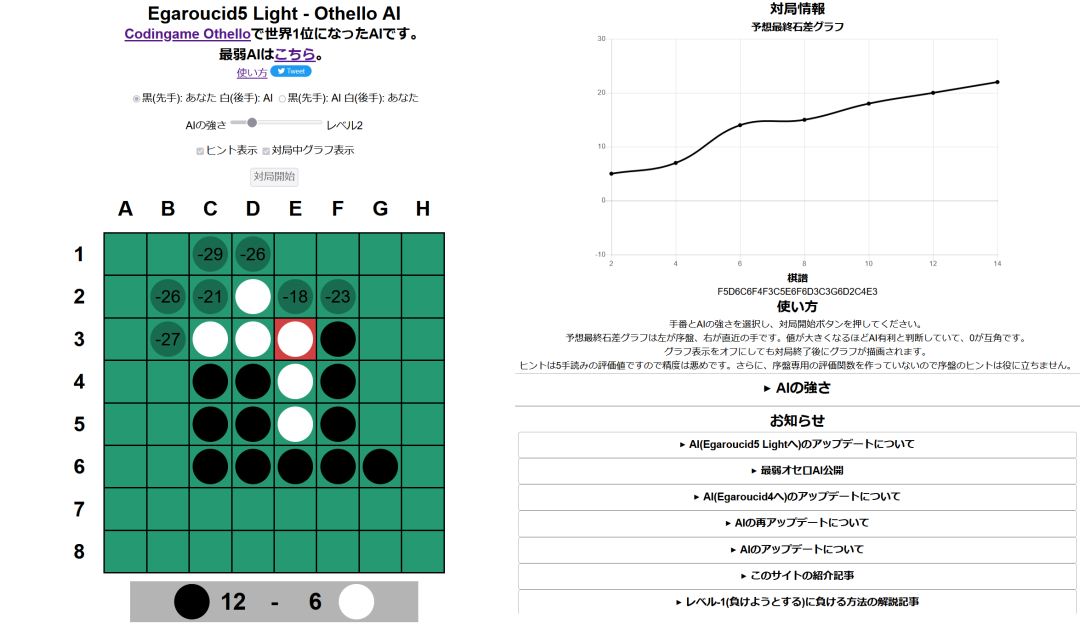 Egaroucid5 Light - Othello AI
Codingame Othelloで世界1位になったAIです。
最弱AIはこちら。
使い方 Tweet
黒(先手): あなた 白(後手): AI 黒(先手): AI 白(後手): あなた
AIの強さ レベル2
ヒント表示 対局中グラフ表示
対局開始
A B C D E F G H
1 -29 -26
2 -26 -21 -18 -23
3 -27
4
5
6
7
8
12 - 6
対局情報
予想最終石差グラフ
30
20
10
0
-10
2 4 6 8 10 12 14
棋譜
F5D6C6F4F3C5E6F6D3C3G6D2C4E3
使い方
手番とAIの強さを選択し、対局開始ボタンを押してください。
予想最終石差グラフは左が序盤、右が直近の手です。値が大きくなるほどAI有利と判断していて、0が互角です。
グラフ表示をオフにしても対局終了後にグラフが描画されます。
ヒントは5手読みの評価値ですので精度は悪めです。さらに、序盤専用の評価関数を作っていないので序盤のヒントは役に立ちません。
▸ AIの強さ
お知らせ
▸ AI(Egaroucid5 Lightへ)のアップデートについて
▸ 最弱オセロAI公開
▸ AI(Egaroucid4へ)のアップデートについて
▸ AIの再アップデートについて
▸ AIのアップデートについて
▸ このサイトの紹介記事
▸ レベル-1(負けようとする)に負ける方法の解説記事